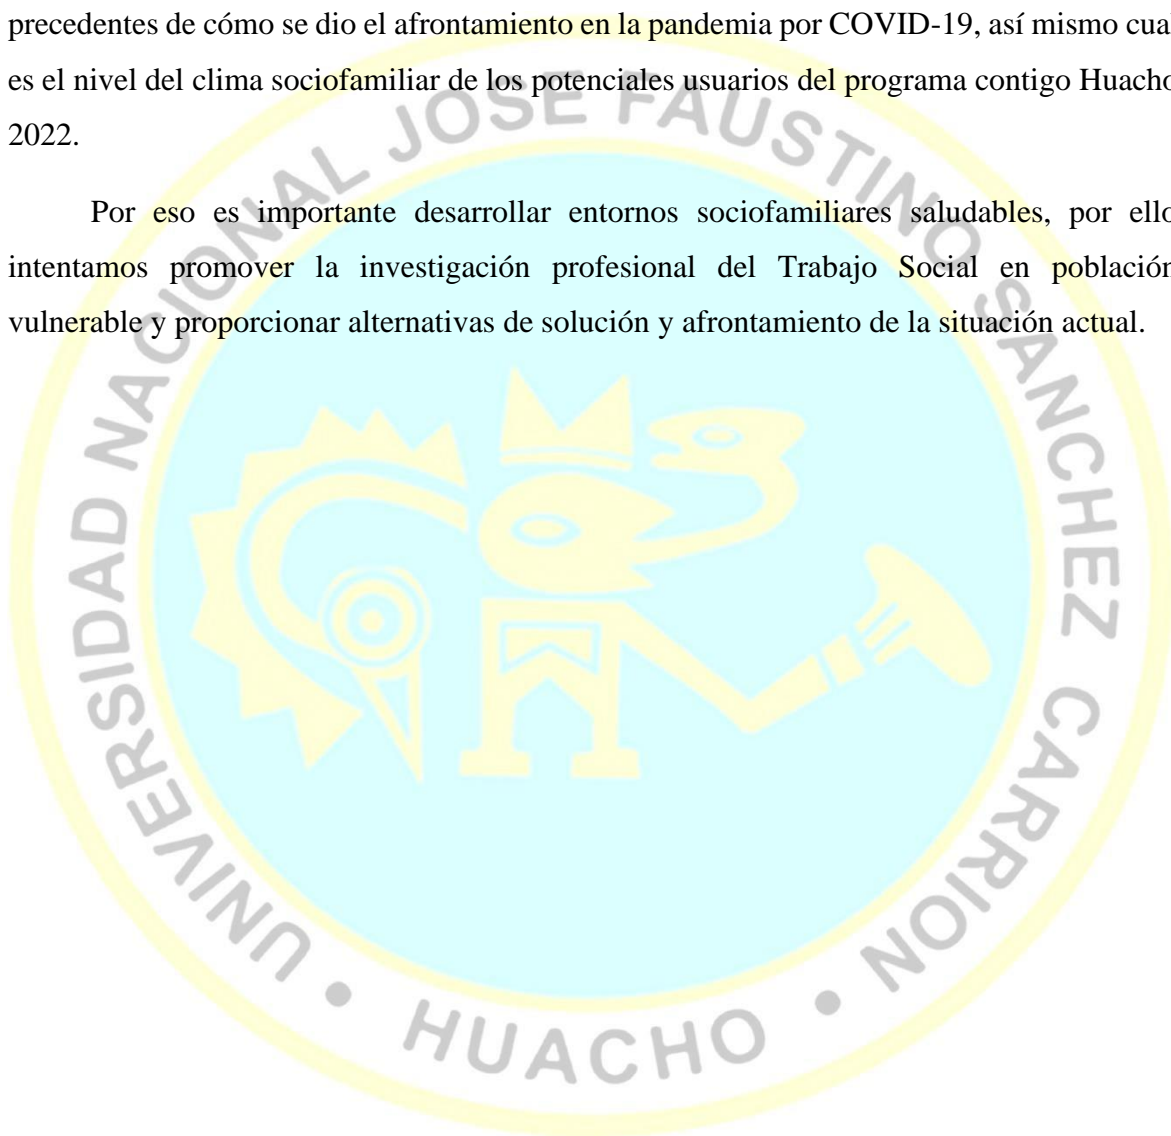 precedentes de cómo se dio el afrontamiento en la pandemia por COVID-19, así mismo cual
es el nivel del clima sociofamiliar de los potenciales usuarios del programa contigo Huacho
2022.
Por eso es importante desarrollar entornos sociofamiliares saludables, por ello
intentamos promover la investigación profesional del Trabajo Social en población
vulnerable y proporcionar alternativas de solución y afrontamiento de la situación actual.
UNIVERSIDAD NACIONAL JOSE FAUSTINO SANCHEZ CARRION
• HUACHO •